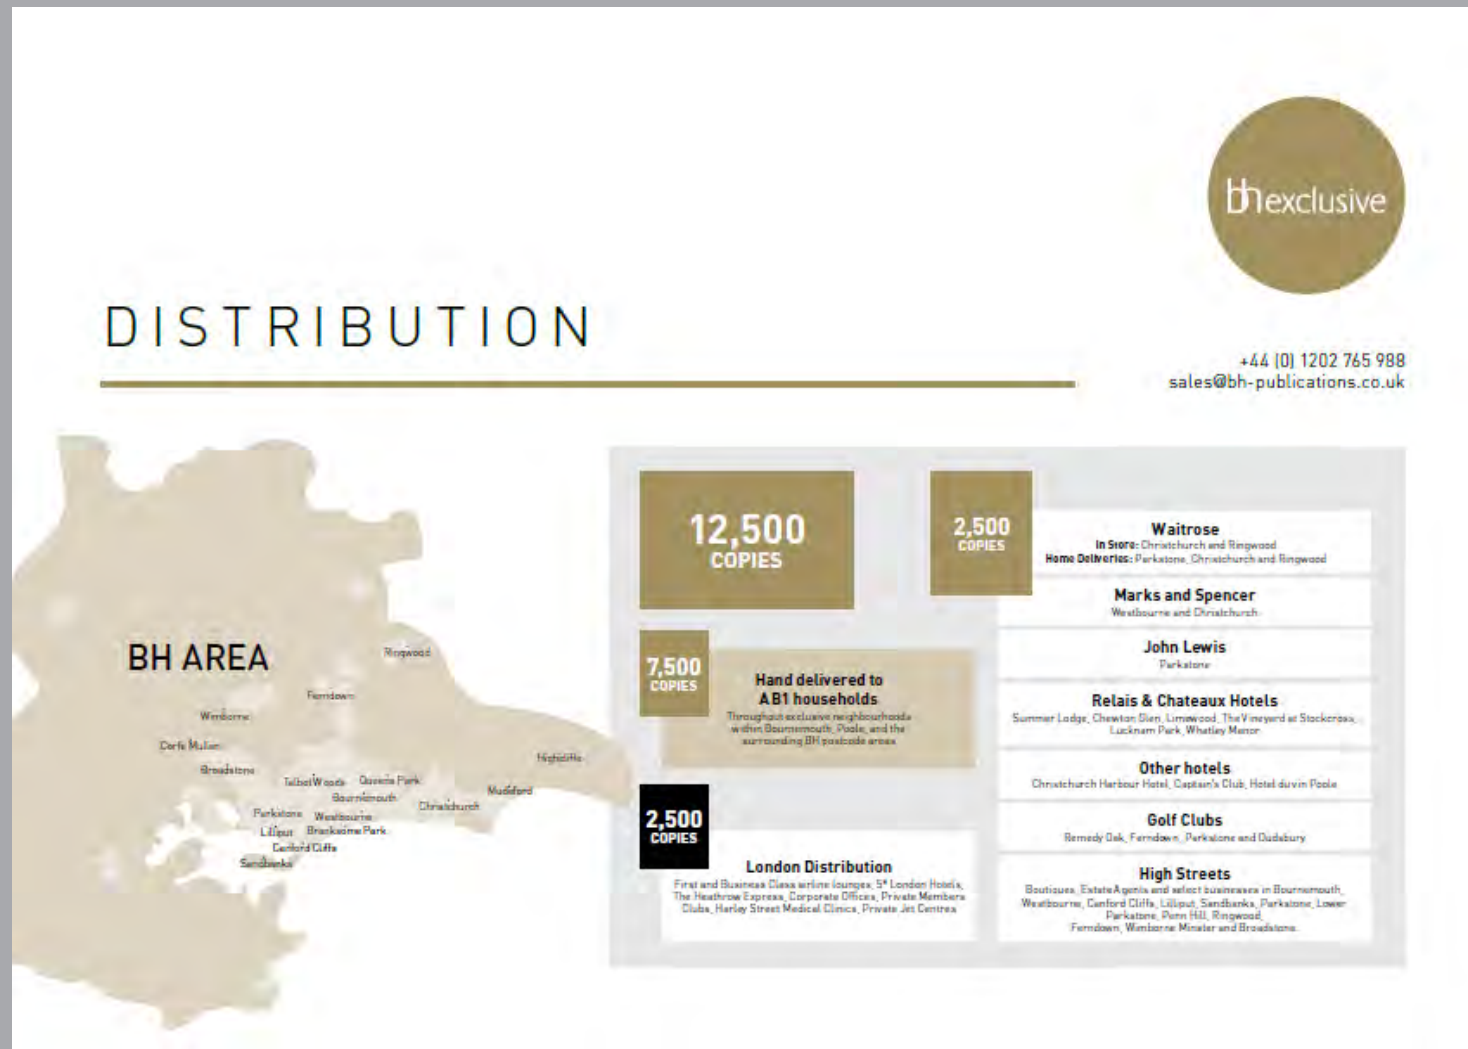 bh exclusive
DISTRIBUTION
+44 (0) 1202 765 988
sales@bh-publications.co.uk
BH AREA
Ringwood
Ferndown
Wimborne
Corfe Mullen
Broadstone
Highcliffe
Talbot Woods
Queens Park
Mudeford
Bournemouth
Christchurch
Parkstone
Westbourne
Lilliput
Branksome Park
Canford Cliffs
Sandbanks
12,500
COPIES
7,500
COPIES
Hand delivered to
AB1 households
Throughout exclusive neighbourhoods
within Bournemouth, Poole, and the
surrounding BH postcode areas
2,500
COPIES
London Distribution
First and Business Class airline lounges, 5* London Hotels,
The Heathrow Express, Corporate Offices, Private Members
Clubs, Harley Street Medical Clinics, Private Jet Centres
2,500
COPIES
Waitrose
In Store: Christchurch and Ringwood
Home Deliveries: Parkstone, Christchurch and Ringwood
Marks and Spencer
Westbourne and Christchurch
John Lewis
Parkstone
Relais & Chateaux Hotels
Summer Lodge, Chewton Glen, Limewood, The Vineyard at Stockcross,
Lucknam Park, Whatley Manor
Other hotels
Christchurch Harbour Hotel, Captain's Club, Hotel du vin Poole
Golf Clubs
Remedy Oak, Ferndown, Parkstone and Dudsbury
High Streets
Boutiques, Estate Agents and select businesses in Bournemouth,
Westbourne, Canford Cliffs, Lilliput, Sandbanks, Parkstone, Lower
Parkstone, Penn Hill, Ringwood,
Ferndown, Wimborne Minster and Broadstone.